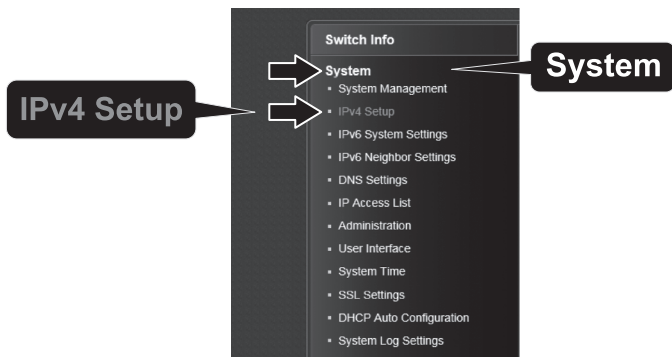 Switch Info
System
System
System Management
IPv4 Setup
IPv4 Setup
IPv6 System Settings
IPv6 Neighbor Settings
DNS Settings
IP Access List
Administration
User Interface
System Time
SSL Settings
DHCP Auto Configuration
System Log Settings